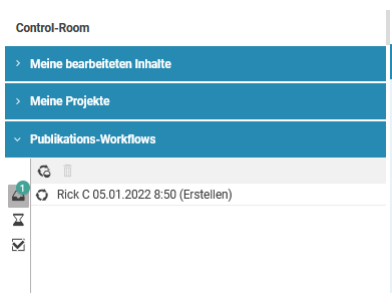 Control-Room
Meine bearbeiteten Inhalte
Meine Projekte
Publikations-Workflows
1
Rick C 05.01.2022 8:50 (Erstellen)